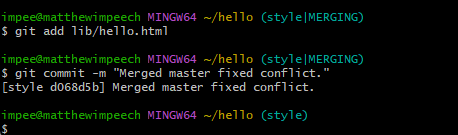 impee@matthewimpeech MINGW64 ~/hello (style|MERGING)
$ git add lib/hello.html
impee@matthewimpeech MINGW64 ~/hello (style|MERGING)
$ git commit -m "Merged master fixed conflict."
[style d068d5b] Merged master fixed conflict.
impee@matthewimpeech MINGW64 ~/hello (style)
$